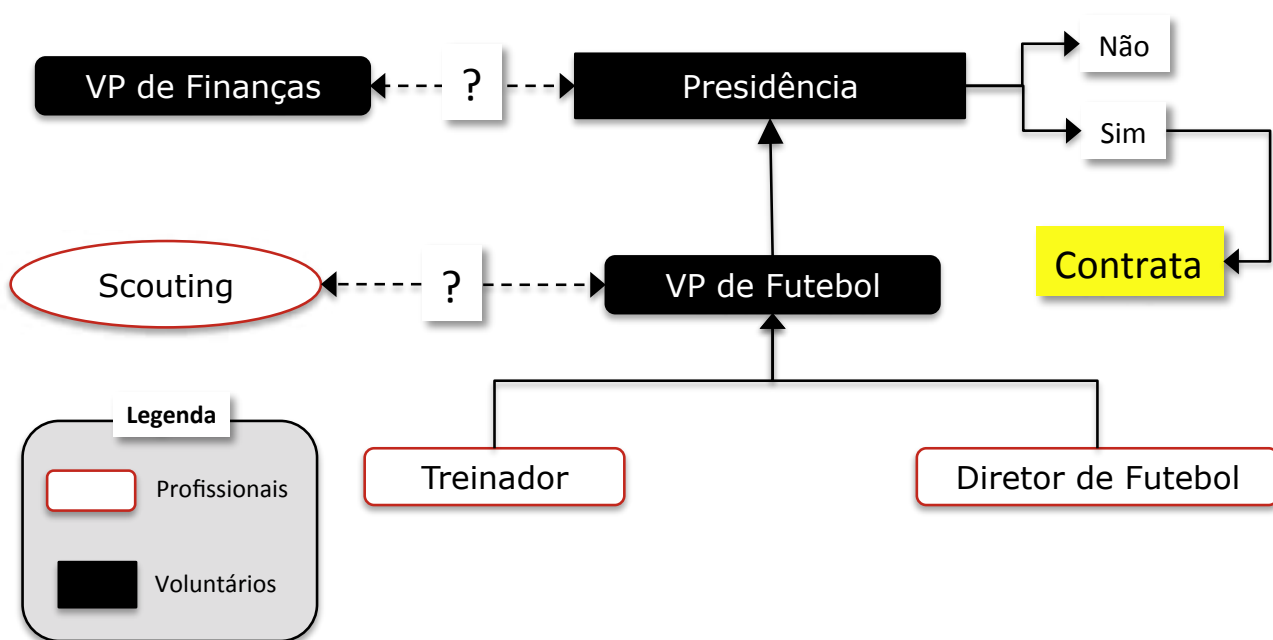 VP de Finanças
?
Presidência
Não
Sim
Scouting
?
VP de Futebol
Contrata
Legenda
Profissionais
Voluntários
Treinador
Diretor de Futebol